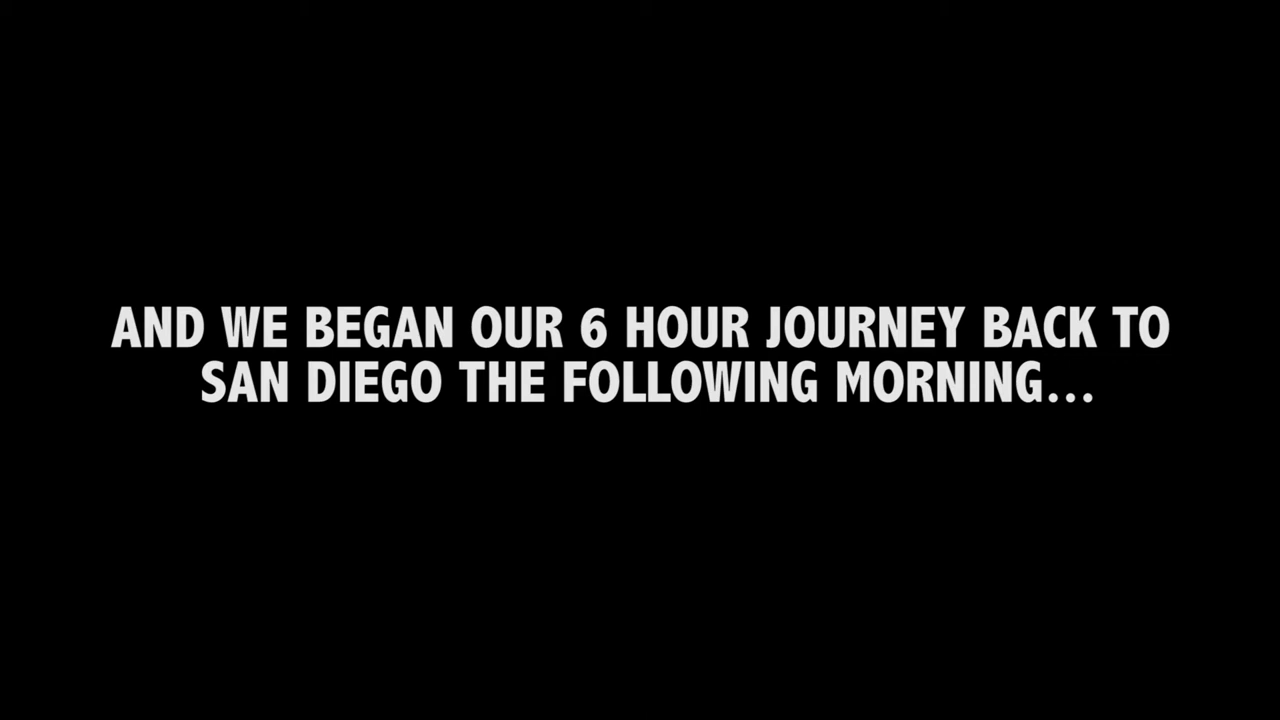 AND WE BEGAN OUR 6 HOUR JOURNEY BACK TO
SAN DIEGO THE FOLLOWING MORNING...